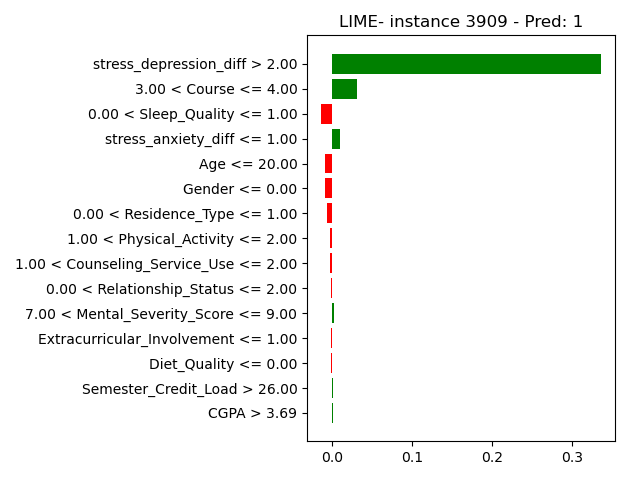 LIME- instance 3909 - Pred: 1
stress_depression_diff > 2.00
3.00 < Course <= 4.00
0.00 < Sleep_Quality <= 1.00
stress_anxiety_diff <= 1.00
Age <= 20.00
Gender <= 0.00
0.00 < Residence_Type <= 1.00
1.00 < Physical_Activity <= 2.00
1.00 < Counseling_Service_Use <= 2.00
0.00 < Relationship_Status <= 2.00
7.00 < Mental_Severity_Score <= 9.00
Extracurricular_Involvement <= 1.00
Diet_Quality <= 0.00
Semester_Credit_Load > 26.00
CGPA > 3.69
0.0 0.1 0.2 0.3